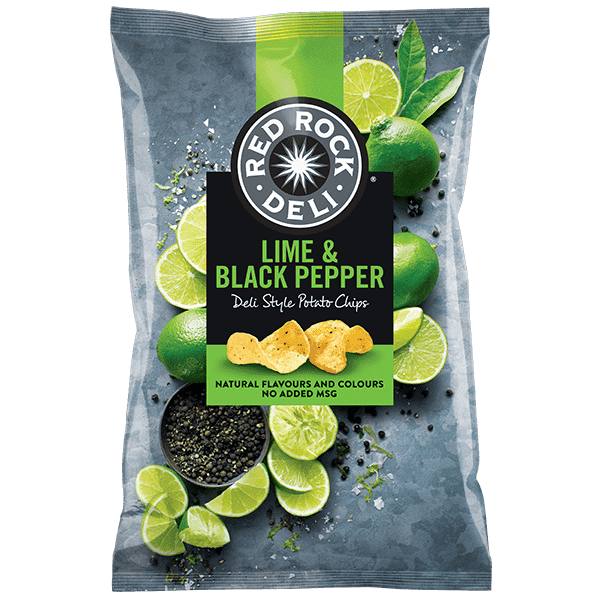 RED ROCK
DELI
®
LIME &
BLACK PEPPER
Deli Style Potato Chips
NATURAL FLAVOURS AND COLOURS
NO ADDED MSG